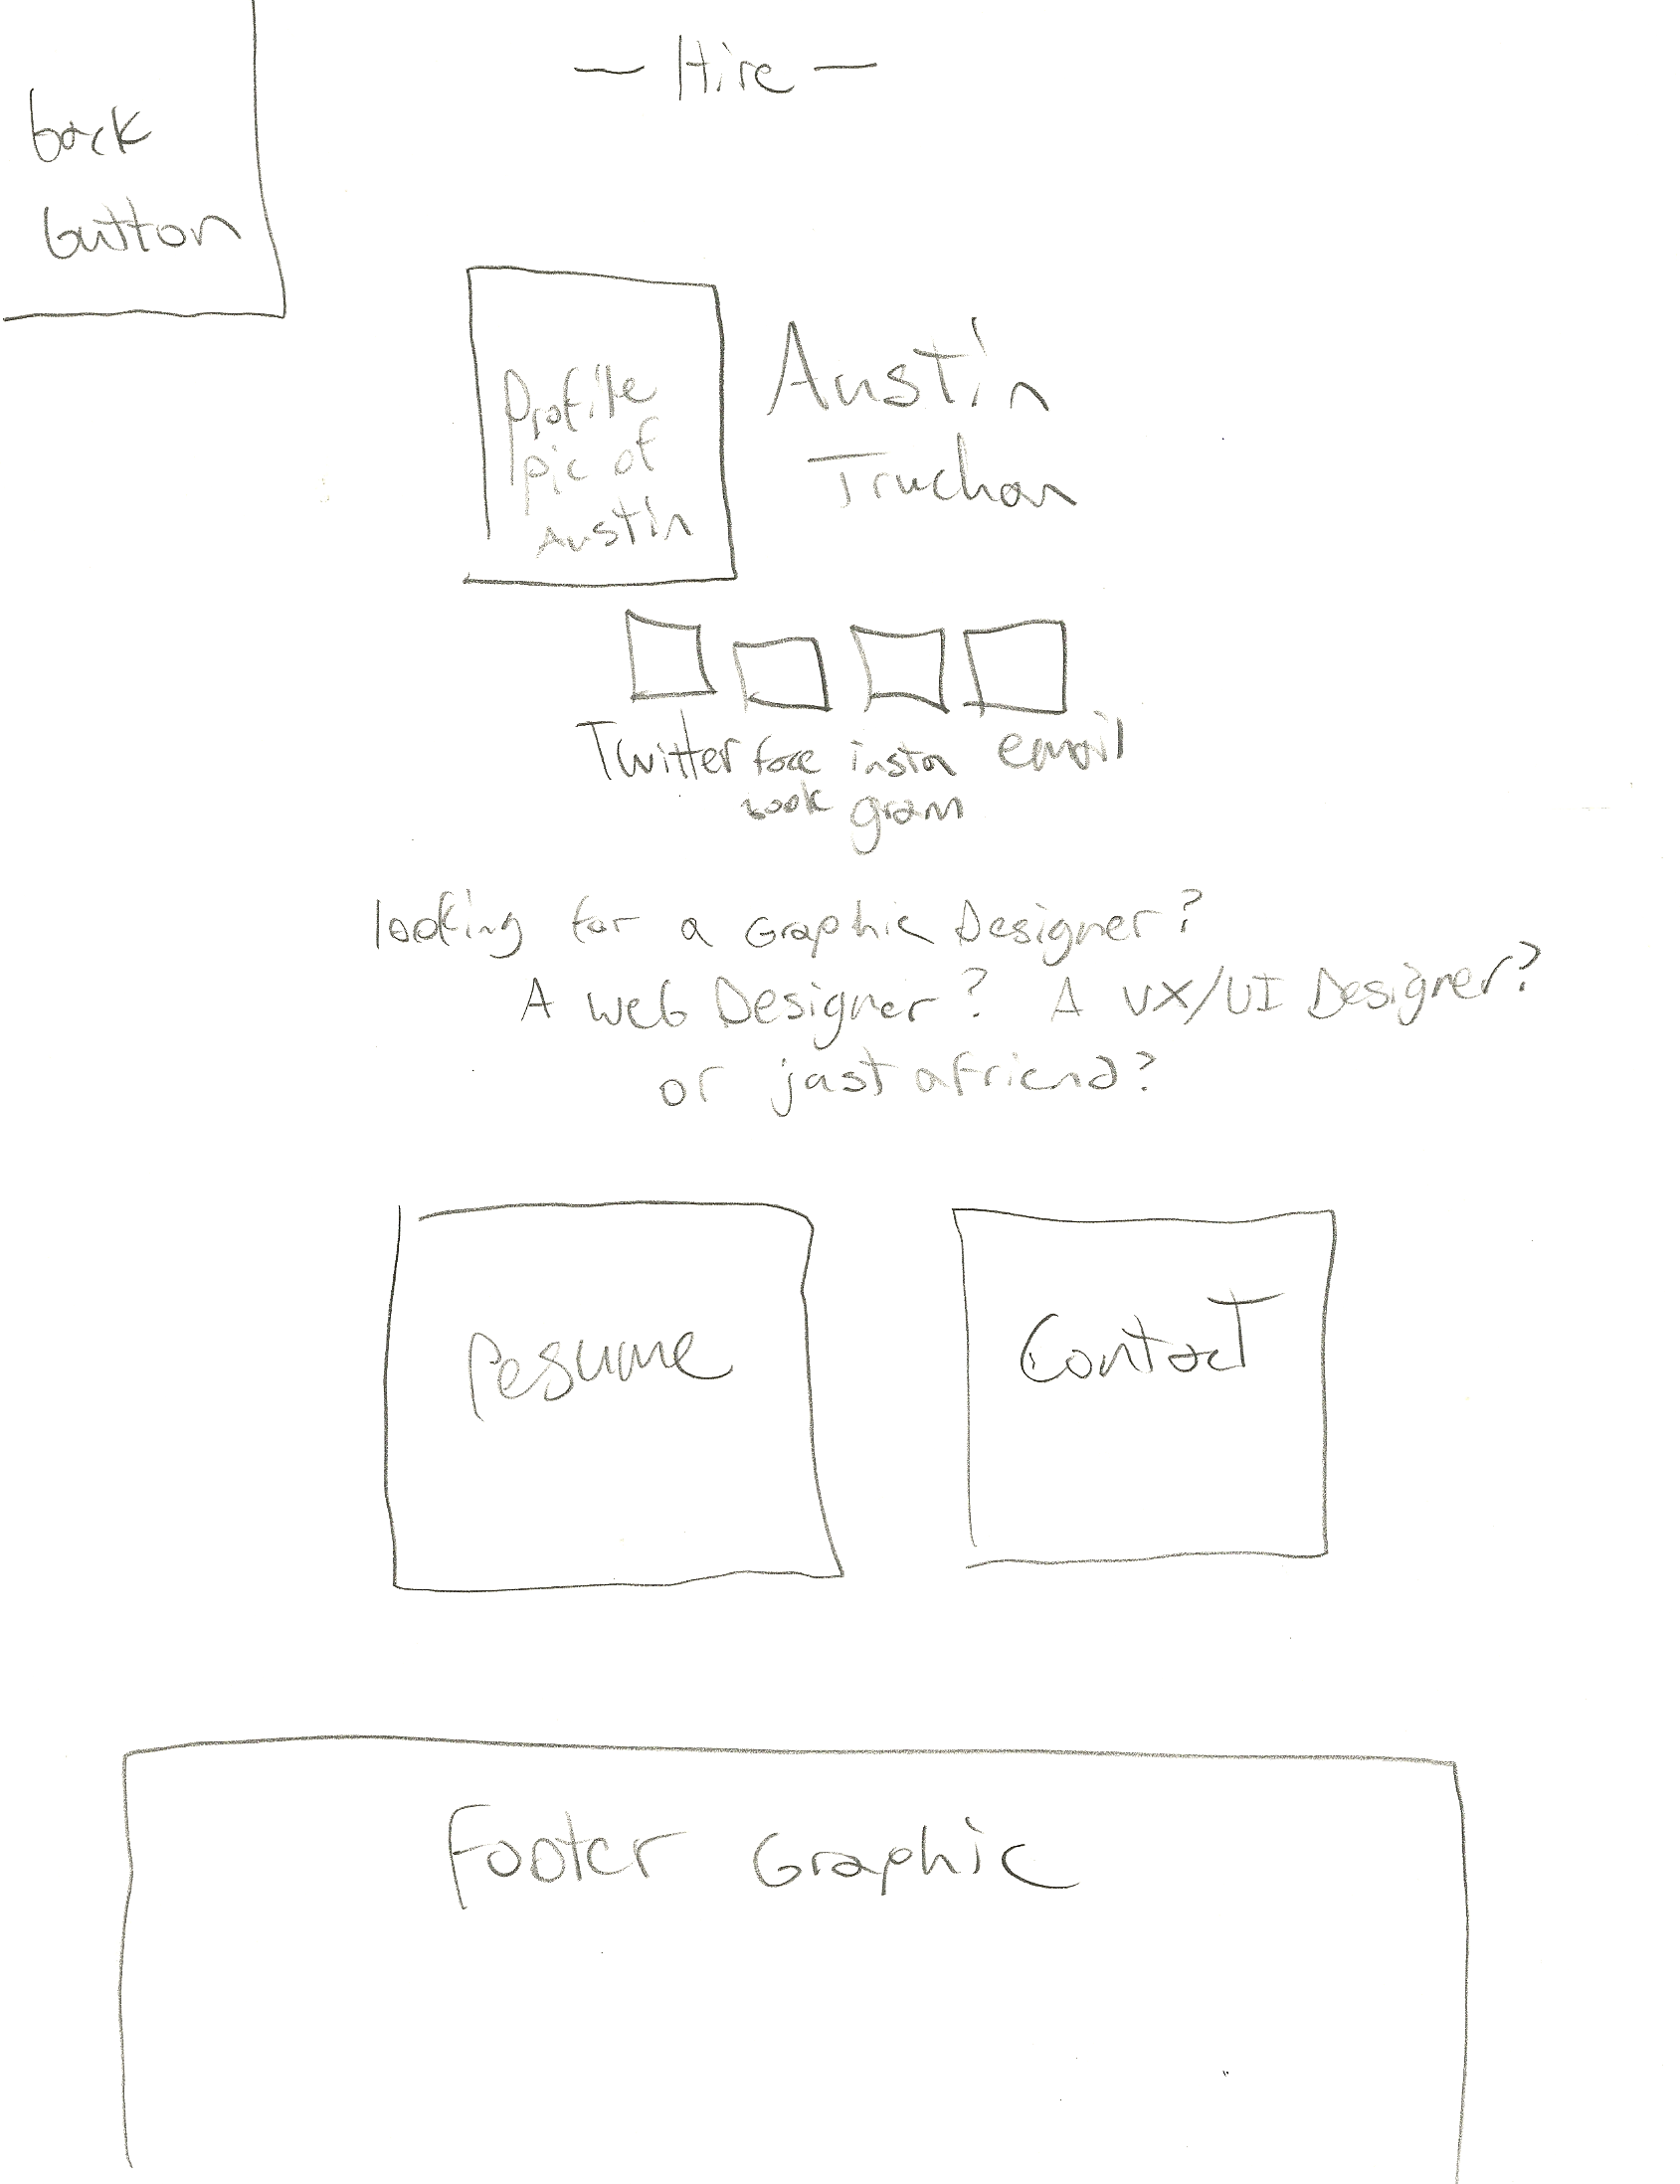 — Hire —
back
button
Profile
pic of
Austin
Austin
Truchan
Twitter face insta email
book gram
looking for a Graphic Designer?
A web Designer? A UX/UI Designer?
or just a friend?
Resume
Contact
Footer Graphic